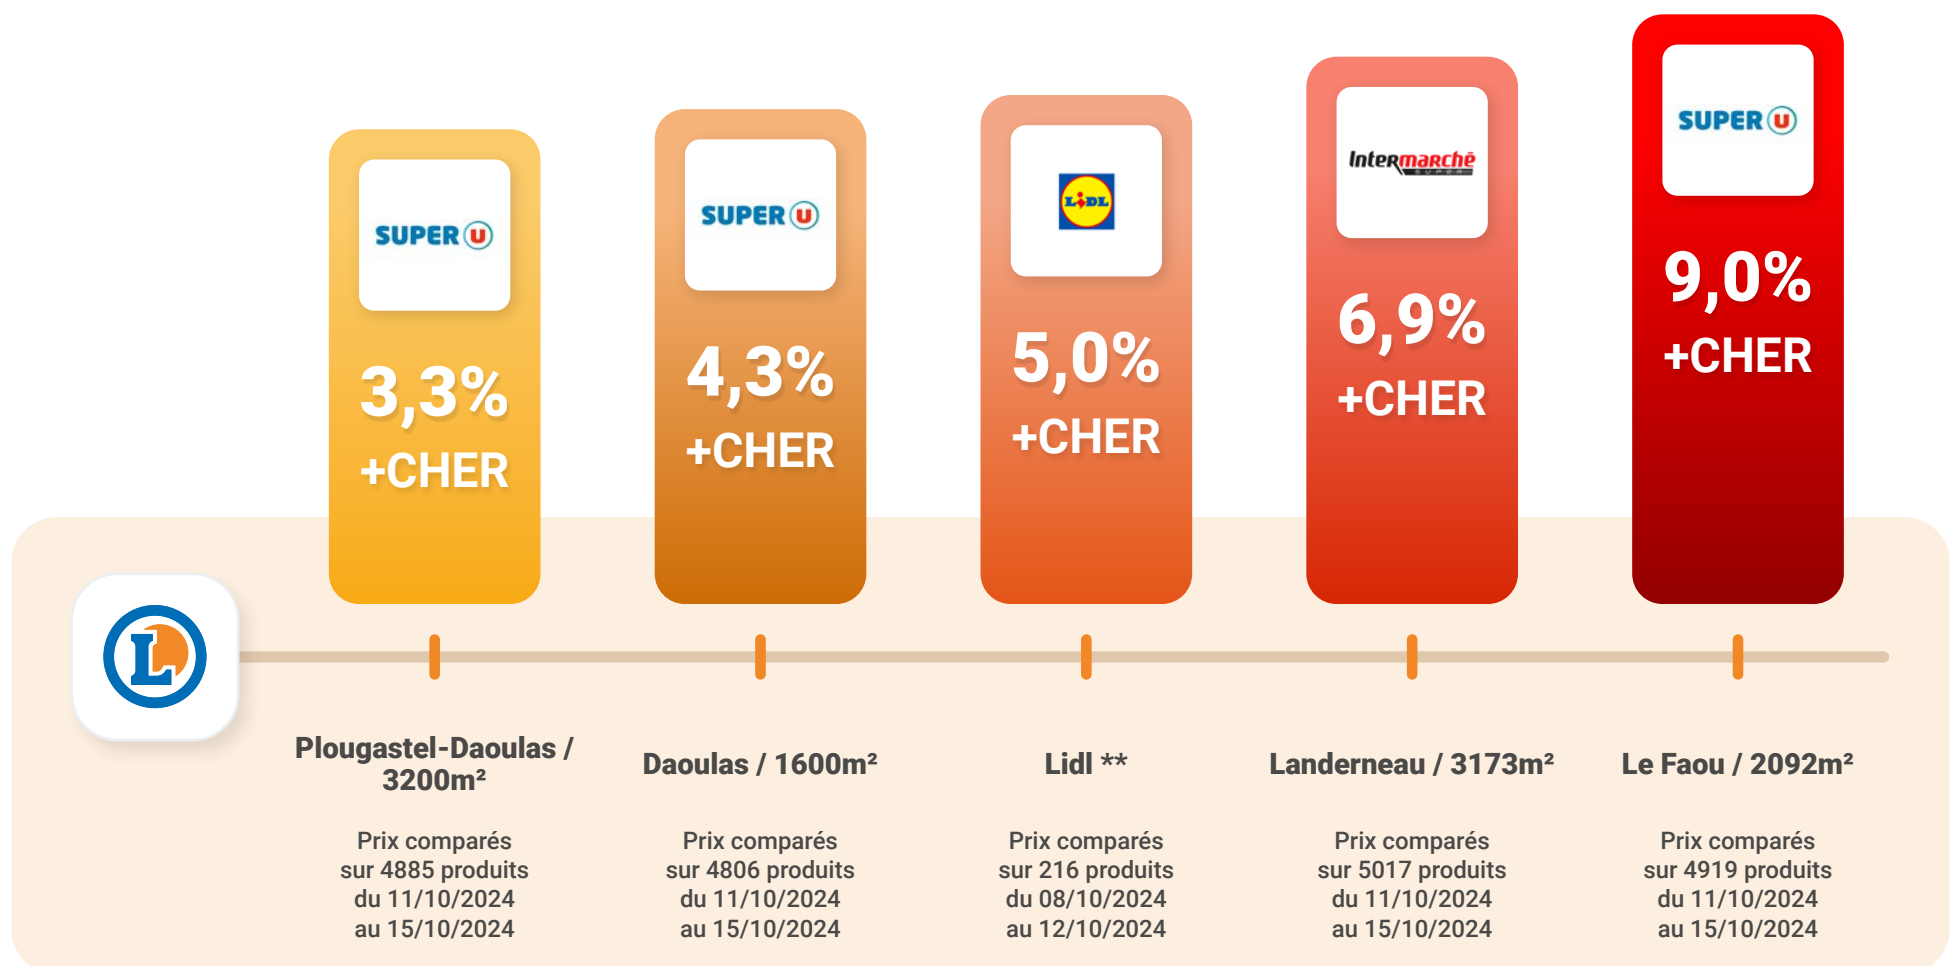 SUPER U
3,3%
+CHER
SUPER U
4,3%
+CHER
LIDL
5,0%
+CHER
Intermarchē
SUPER
6,9%
+CHER
SUPER U
9,0%
+CHER
L
Plougastel-Daoulas /
3200m²
Prix comparés
sur 4885 produits
du 11/10/2024
au 15/10/2024
Daoulas / 1600m²
Prix comparés
sur 4806 produits
du 11/10/2024
au 15/10/2024
Lidl **
Prix comparés
sur 216 produits
du 08/10/2024
au 12/10/2024
Landerneau / 3173m²
Prix comparés
sur 5017 produits
du 11/10/2024
au 15/10/2024
Le Faou / 2092m²
Prix comparés
sur 4919 produits
du 11/10/2024
au 15/10/2024